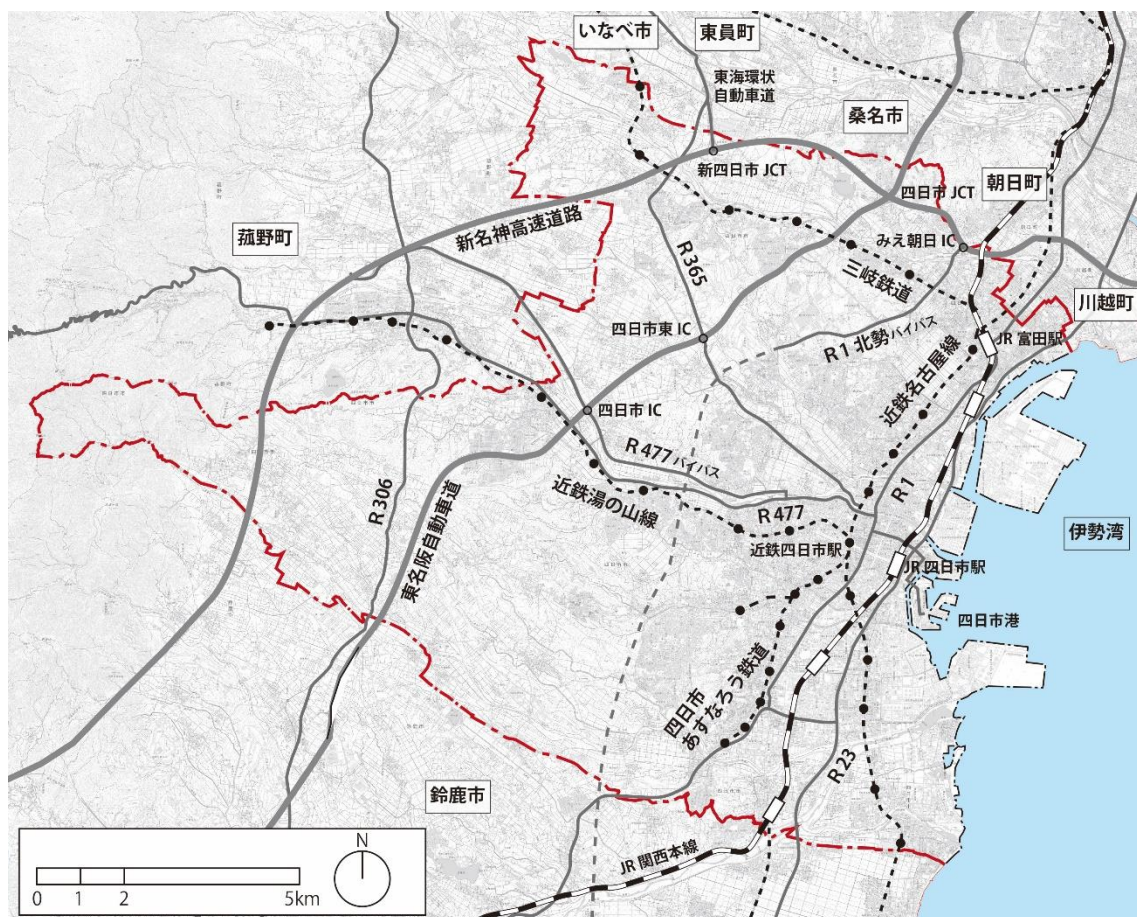 いなべ市
東員町
東海環状
自動車道
桑名市
新四日市 JCT
四日市 JCT
朝日町
菰野町
新名神高速道路
みえ朝日 IC
R 365
三岐鉄道
川越町
四日市東 IC
R 1 北勢バイパス
JR 富田駅
近鉄名古屋線
四日市 IC
R 477 バイパス
R 306
近鉄湯の山線
R 477
R 1
伊勢湾
東名阪自動車道
近鉄四日市駅
JR 四日市駅
四日市港
四日市
あすなろう鉄道
R 23
鈴鹿市
JR 関西本線
N
0 1 2 5km